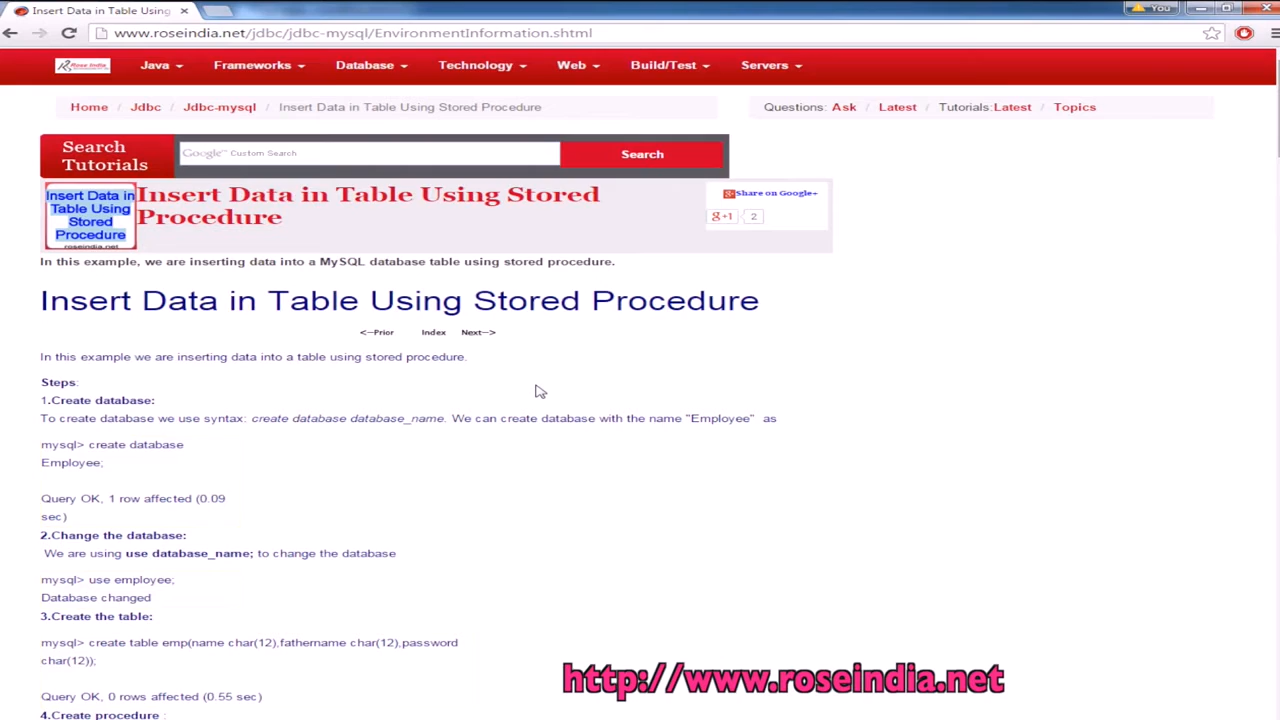 Insert Data in Table Using
You
www.roseindia.net/jdbc/jdbc-mysql/EnvironmentInformation.shtml
Rose India
Java Frameworks Database Technology Web Build/Test Servers
Home / Jdbc / Jdbc-mysql / Insert Data in Table Using Stored Procedure
Questions: Ask / Latest / Tutorials:Latest / Topics
Search
Tutorials
Google™ Custom Search
Search
Insert Data in
Table Using
Stored
Procedure
roseindia.net
Insert Data in Table Using Stored
Procedure
Share on Google+
g+1 2
In this example, we are inserting data into a MySQL database table using stored procedure.
Insert Data in Table Using Stored Procedure
<--Prior Index Next-->
In this example we are inserting data into a table using stored procedure.
Steps:
1.Create database:
To create database we use syntax: create database database_name. We can create database with the name "Employee" as
mysql> create database
Employee;
Query OK, 1 row affected (0.09
sec)
2.Change the database:
We are using use database_name; to change the database
mysql> use employee;
Database changed
3.Create the table:
mysql> create table emp(name char(12),fathername char(12),password
char(12));
Query OK, 0 rows affected (0.55 sec)
4.Create procedure :
http://www.roseindia.net